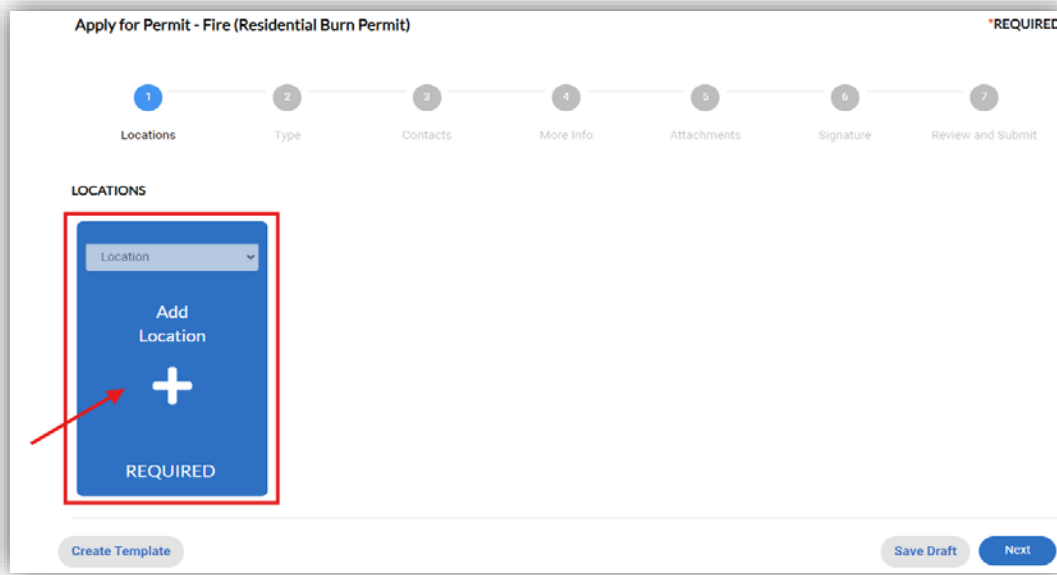 Apply for Permit - Fire (Residential Burn Permit)
*REQUIRED
1 2 3 4 5 6 7
Locations Type Contacts More Info Attachments Signature Review and Submit
LOCATIONS
Location
Add
Location
REQUIRED
Create Template Save Draft Next